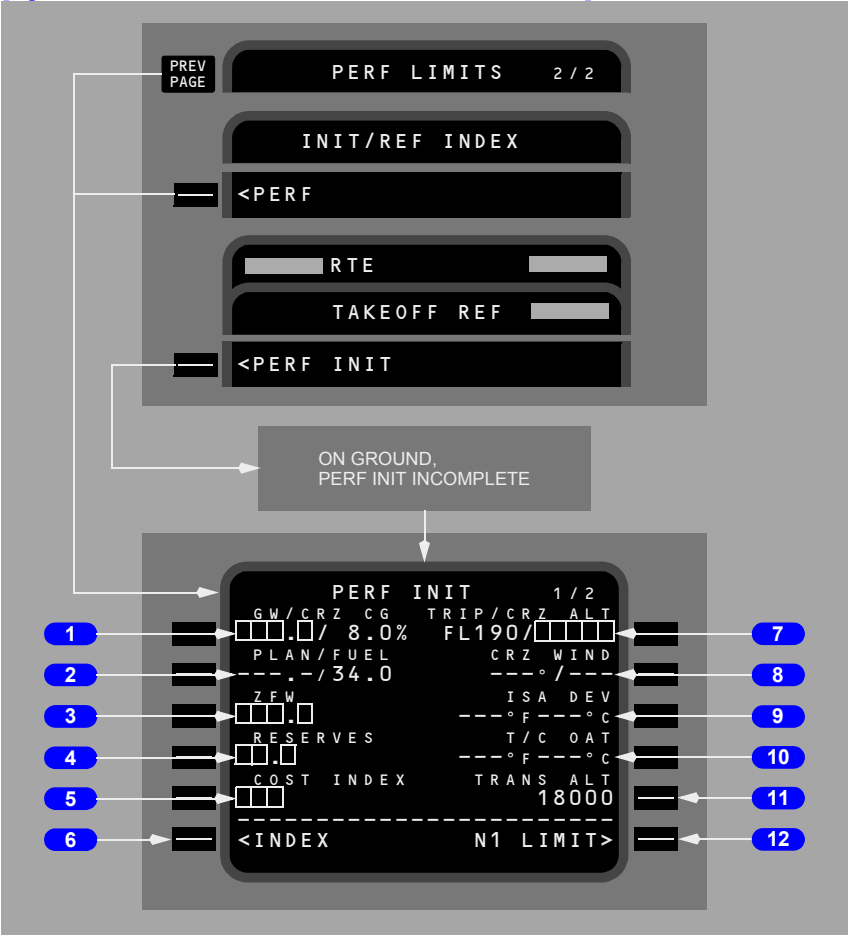 PREV
PAGE
PERF LIMITS 2/2
INIT/REF INDEX
<PERF
RTE
TAKEOFF REF
<PERF INIT
ON GROUND,
PERF INIT INCOMPLETE
PERF INIT 1/2
GW/CRZ CG TRIP/CRZ ALT
1 □□□.□/ 8.0% FL190/□□□□□ 7
PLAN/FUEL CRZ WIND
2 ---.-/34.0 ---°/--- 8
ZFW ISA DEV
3 □□□.□ ---°F---°C 9
RESERVES T/C OAT
4 □□.□ ---°F---°C 10
COST INDEX TRANS ALT
5 □□□ 18000 11
------------------------
6 <INDEX N1 LIMIT> 12